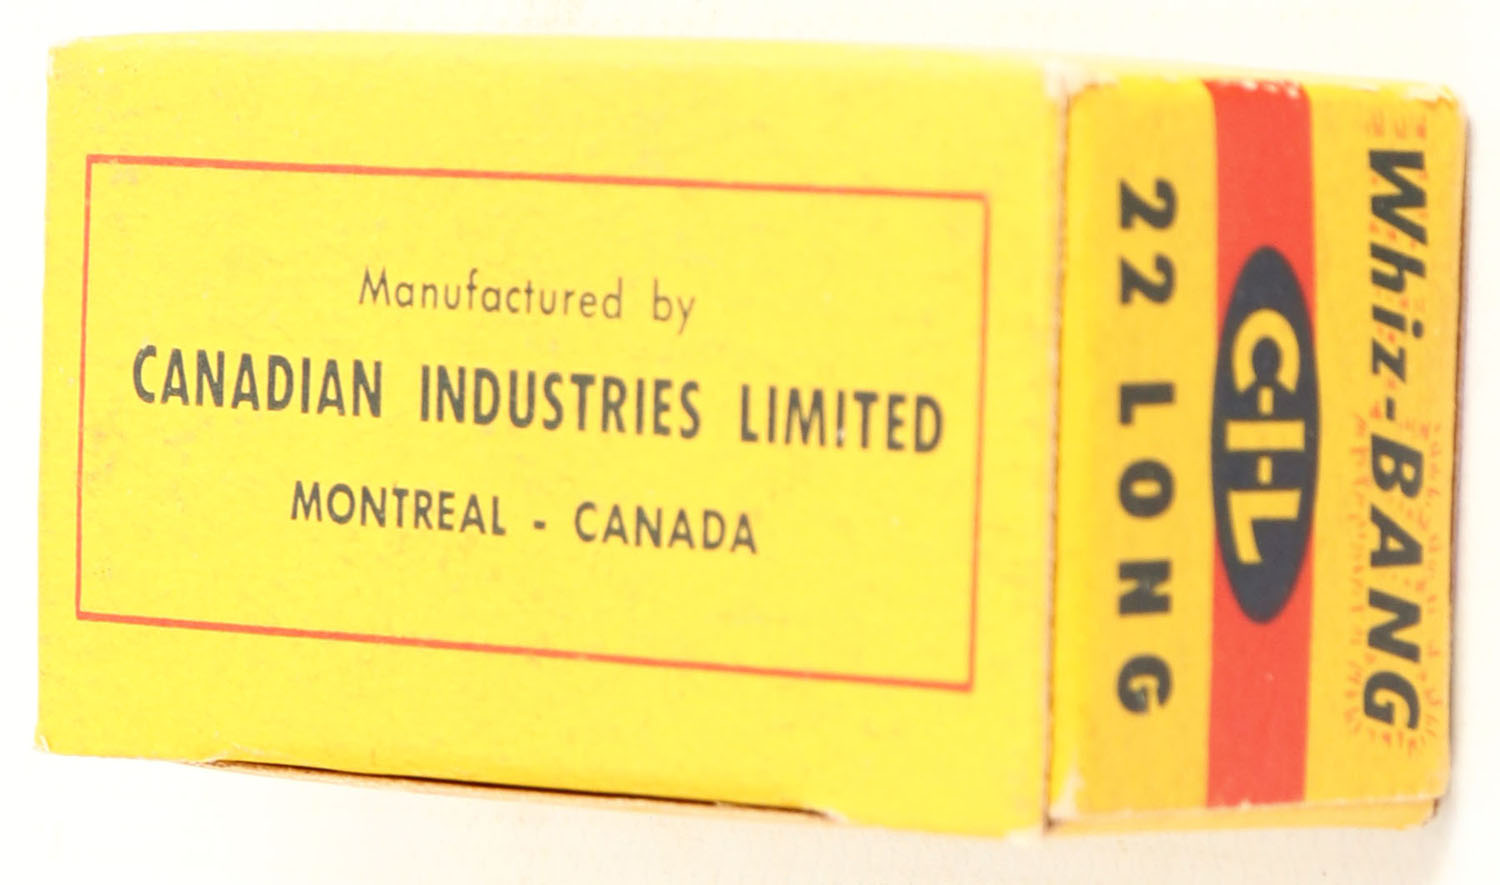 Manufactured by
CANADIAN INDUSTRIES LIMITED
MONTREAL - CANADA
Whiz-BANG
C-I-L
22 LONG